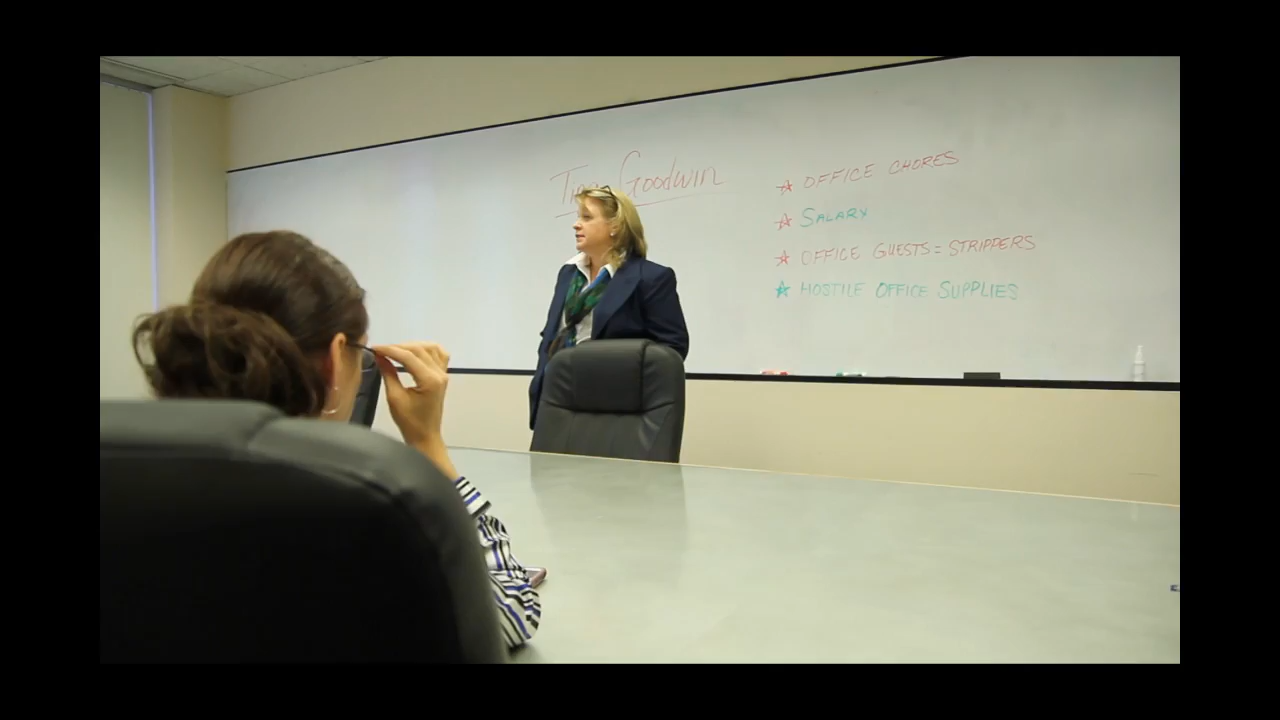 Goodwin
OFFICE CHORES
SALARY
OFFICE GUESTS = STRIPPERS
HOSTILE OFFICE SUPPLIES